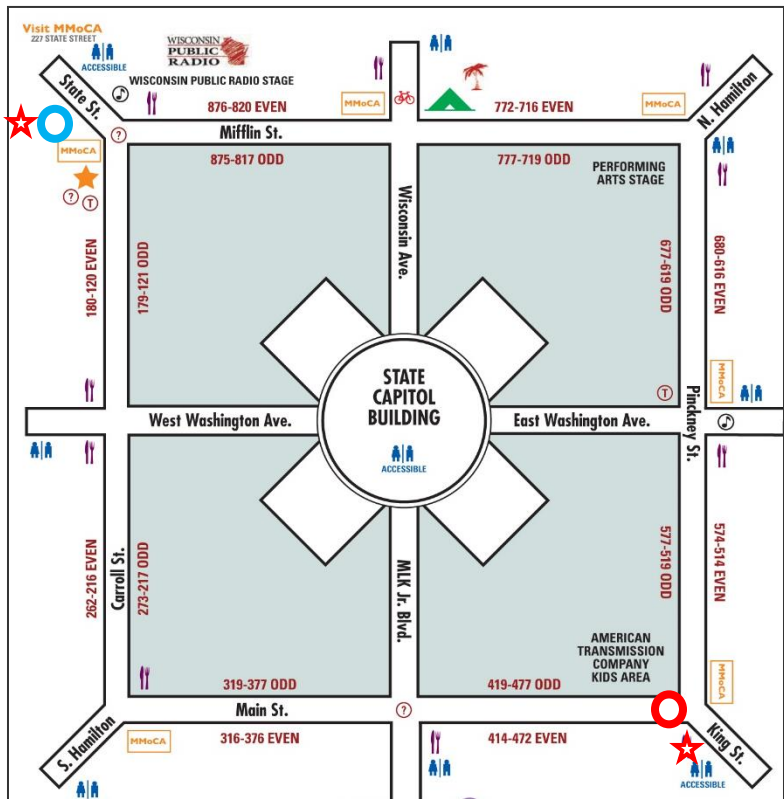 Visit MMoCA
227 STATE STREET
ACCESSIBLE
State St.
WISCONSIN
PUBLIC
RADIO
WISCONSIN PUBLIC RADIO STAGE
876-820 EVEN
MMoCA
772-716 EVEN
MMoCA
N. Hamilton
?
Mifflin St.
MMoCA
?
T
875-817 ODD
777-719 ODD
PERFORMING
ARTS STAGE
Wisconsin Ave.
180-120 EVEN
179-121 ODD
677-619 ODD
680-616 EVEN
STATE
CAPITOL
BUILDING
ACCESSIBLE
T
MMoCA
Pinckney St.
West Washington Ave.
East Washington Ave.
262-216 EVEN
Carroll St.
273-217 ODD
MLK Jr. Blvd.
577-519 ODD
574-514 EVEN
AMERICAN
TRANSMISSION
COMPANY
KIDS AREA
MMoCA
319-377 ODD
419-477 ODD
Main St.
?
S. Hamilton
MMoCA
316-376 EVEN
414-472 EVEN
King St.
ACCESSIBLE